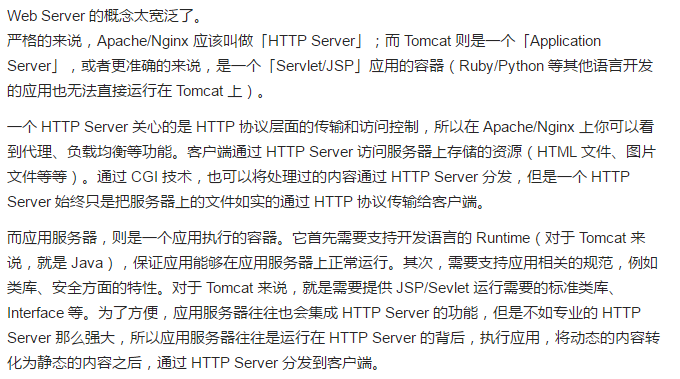 Web Server 的概念太宽泛了。
严格的来说，Apache/Nginx 应该叫做「HTTP Server」；而 Tomcat 则是一个「Application
Server」，或者更准确的来说，是一个「Servlet/JSP」应用的容器（Ruby/Python 等其他语言开发
的应用也无法直接运行在 Tomcat 上）。
一个 HTTP Server 关心的是 HTTP 协议层面的传输和访问控制，所以在 Apache/Nginx 上你可以看
到代理、负载均衡等功能。客户端通过 HTTP Server 访问服务器上存储的资源（HTML 文件、图片
文件等等）。通过 CGI 技术，也可以将处理过的内容通过 HTTP Server 分发，但是一个 HTTP
Server 始终只是把服务器上的文件如实的通过 HTTP 协议传输给客户端。
而应用服务器，则是一个应用执行的容器。它首先需要支持开发语言的 Runtime（对于 Tomcat 来
说，就是 Java），保证应用能够在应用服务器上正常运行。其次，需要支持应用相关的规范，例如
类库、安全方面的特性。对于 Tomcat 来说，就是需要提供 JSP/Sevlet 运行需要的标准类库、
Interface 等。为了方便，应用服务器往往也会集成 HTTP Server 的功能，但是不如专业的 HTTP
Server 那么强大，所以应用服务器往往是运行在 HTTP Server 的背后，执行应用，将动态的内容转
化为静态的内容之后，通过 HTTP Server 分发到客户端。